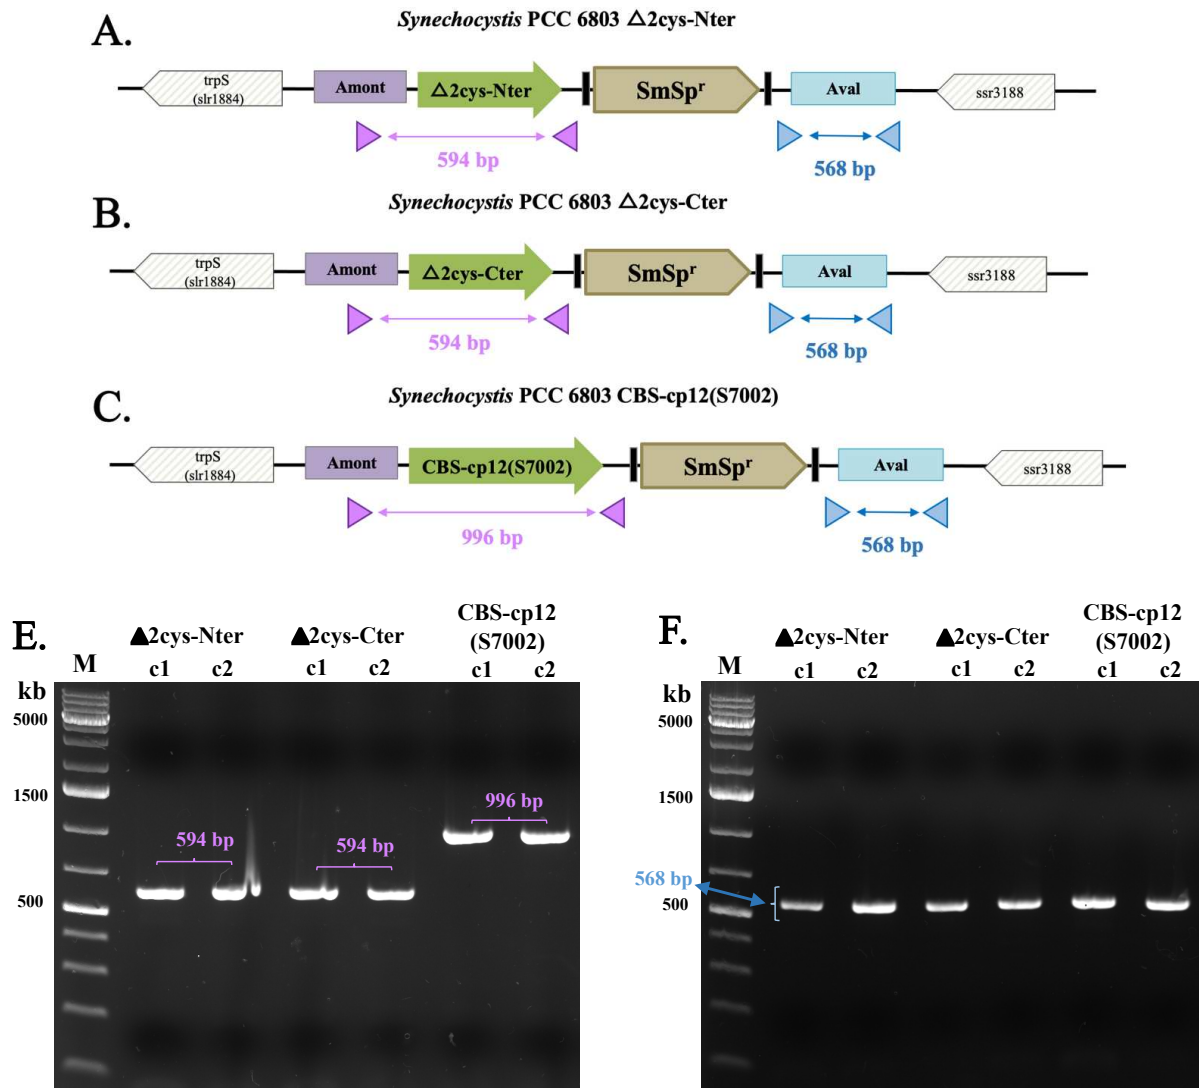 A.
Synechocystis PCC 6803 △2cys-Nter
trpS
(slr1884)
Amont
△2cys-Nter
SmSpʳ
Aval
ssr3188
594 bp
568 bp
B.
Synechocystis PCC 6803 △2cys-Cter
trpS
(slr1884)
Amont
△2cys-Cter
SmSpʳ
Aval
ssr3188
594 bp
568 bp
C.
Synechocystis PCC 6803 CBS-cp12(S7002)
trpS
(slr1884)
Amont
CBS-cp12(S7002)
SmSpʳ
Aval
ssr3188
996 bp
568 bp
E.
▲2cys-Nter
▲2cys-Cter
CBS-cp12
(S7002)
M
c1
c2
c1
c2
c1
c2
kb
5000
1500
500
594 bp
594 bp
996 bp
F.
▲2cys-Nter
▲2cys-Cter
CBS-cp12
(S7002)
M
c1
c2
c1
c2
c1
c2
kb
5000
1500
568 bp
500